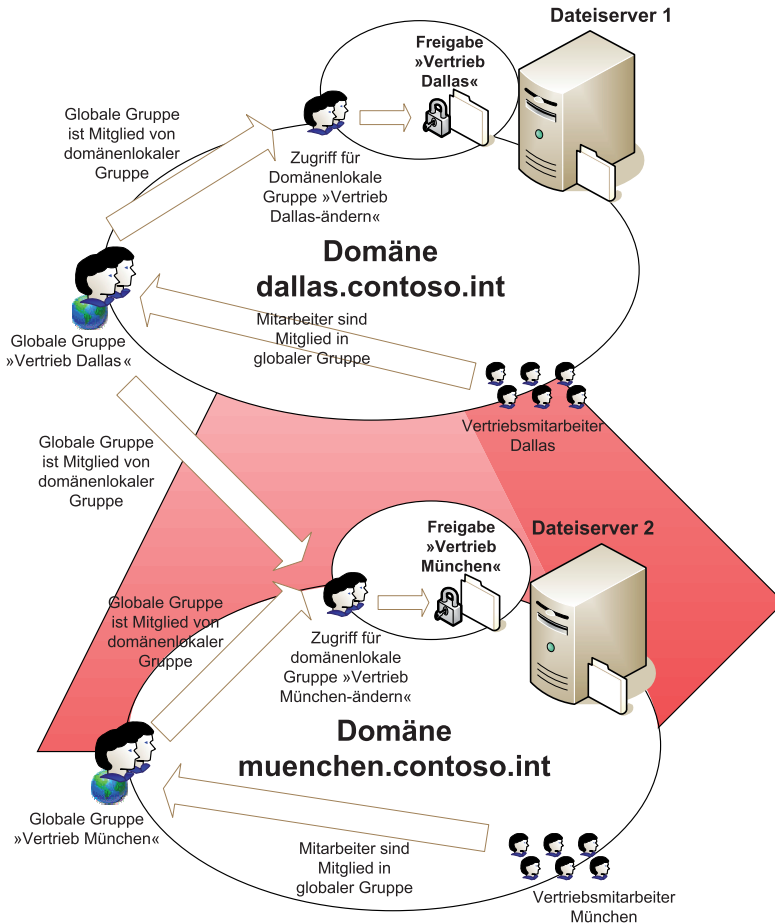 Dateiserver 1
Freigabe
»Vertrieb
Dallas«
Globale Gruppe
ist Mitglied von
domänenlokaler
Gruppe
Zugriff für
Domänenlokale
Gruppe »Vertrieb
Dallas-ändern«
Domäne
dallas.contoso.int
Globale Gruppe
»Vertrieb Dallas«
Mitarbeiter sind
Mitglied in
globaler Gruppe
Vertriebsmitarbeiter
Dallas
Globale Gruppe
ist Mitglied von
domänenlokaler
Gruppe
Freigabe
»Vertrieb
München«
Dateiserver 2
Globale Gruppe
ist Mitglied von
domänenlokaler
Gruppe
Zugriff für
domänenlokale
Gruppe »Vertrieb
München-ändern«
Domäne
muenchen.contoso.int
Globale Gruppe
»Vertrieb München«
Mitarbeiter sind
Mitglied in
globaler Gruppe
Vertriebsmitarbeiter
München